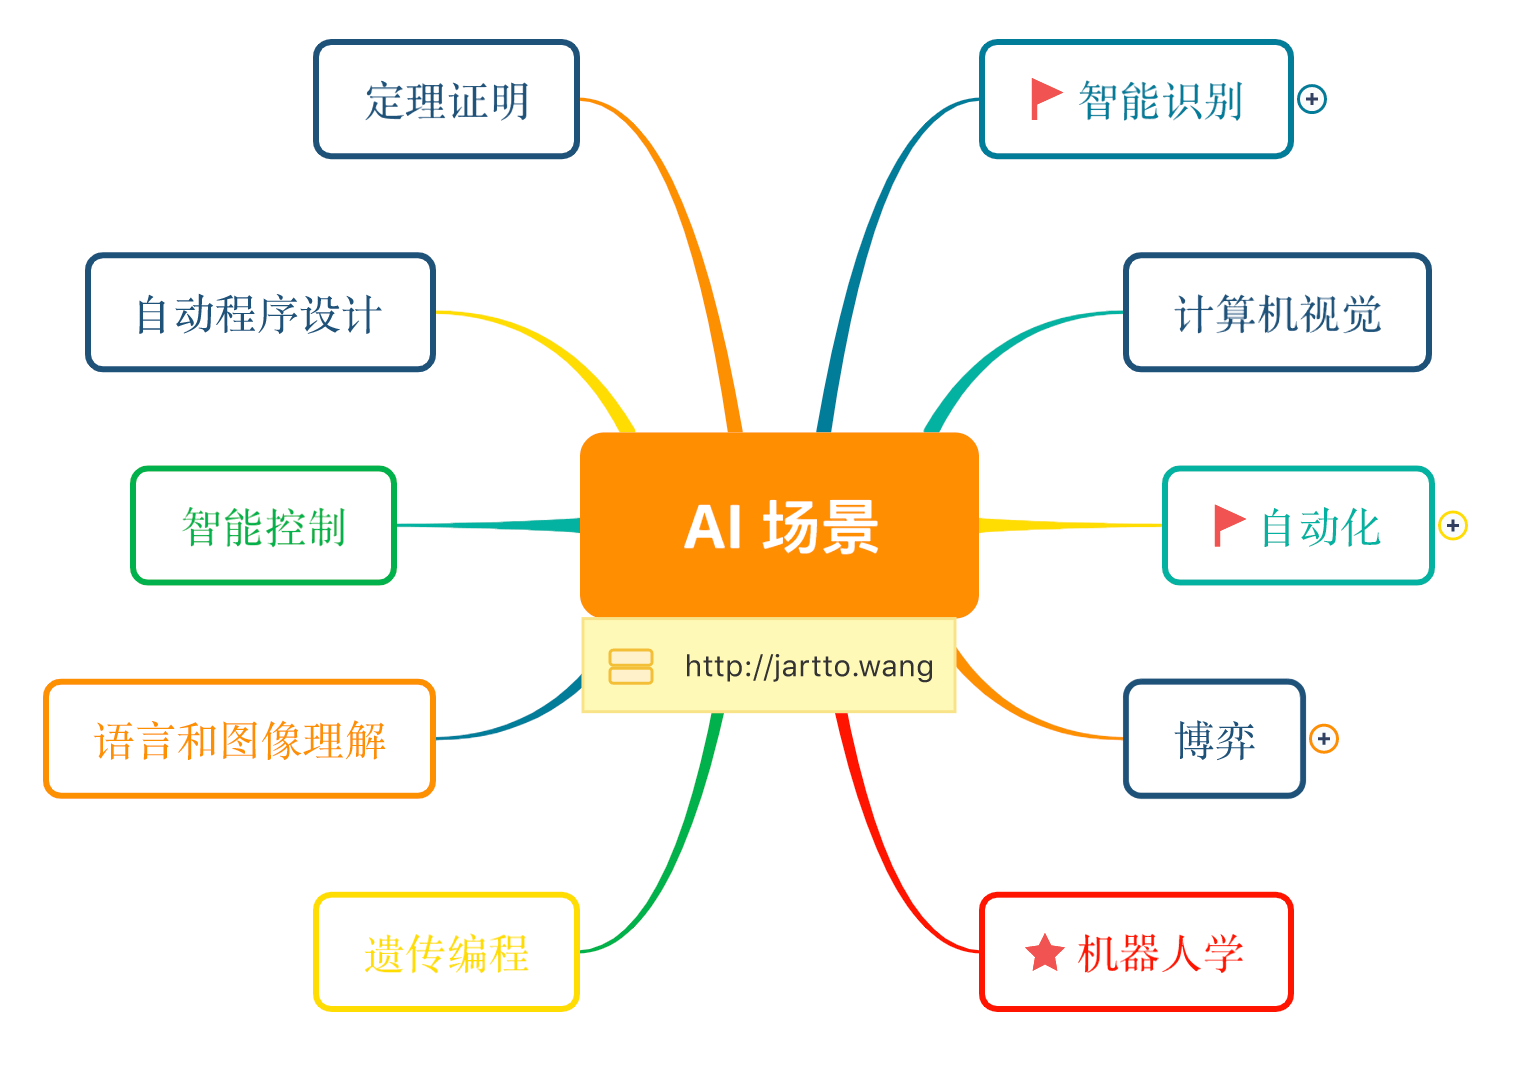 定理证明
智能识别
自动程序设计
计算机视觉
智能控制
AI 场景
自动化
http://jartto.wang
语言和图像理解
博弈
遗传编程
机器人学